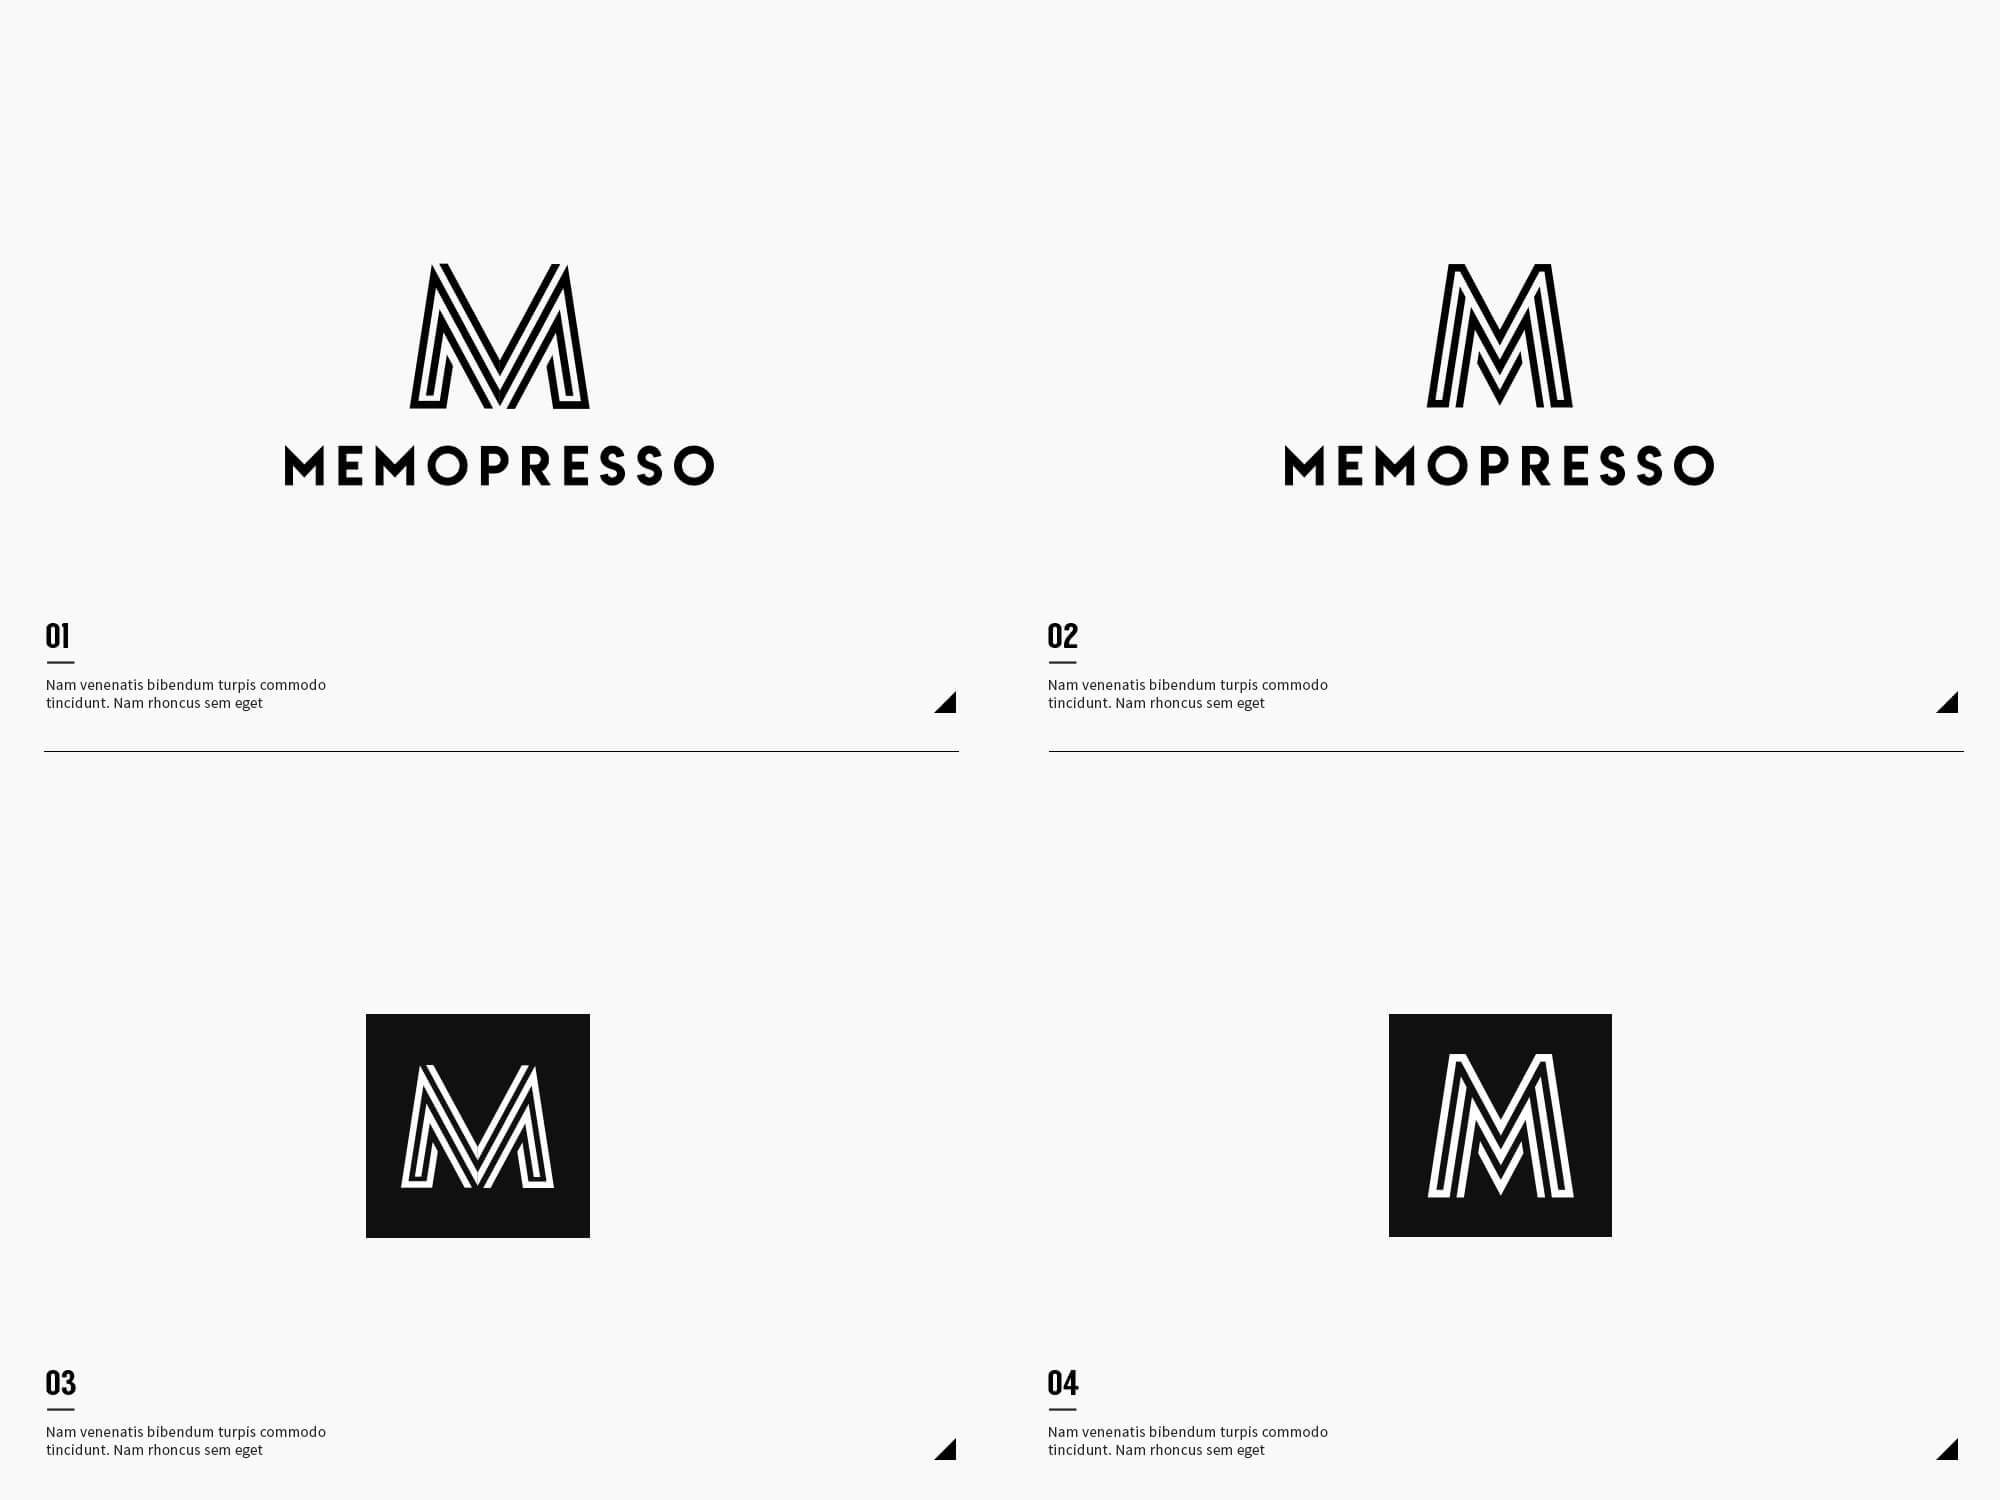 M
MEMOPRESSO
01
Nam venenatis bibendum turpis commodo
tincidunt. Nam rhoncus sem eget
M
MEMOPRESSO
02
Nam venenatis bibendum turpis commodo
tincidunt. Nam rhoncus sem eget
M
03
Nam venenatis bibendum turpis commodo
tincidunt. Nam rhoncus sem eget
M
04
Nam venenatis bibendum turpis commodo
tincidunt. Nam rhoncus sem eget